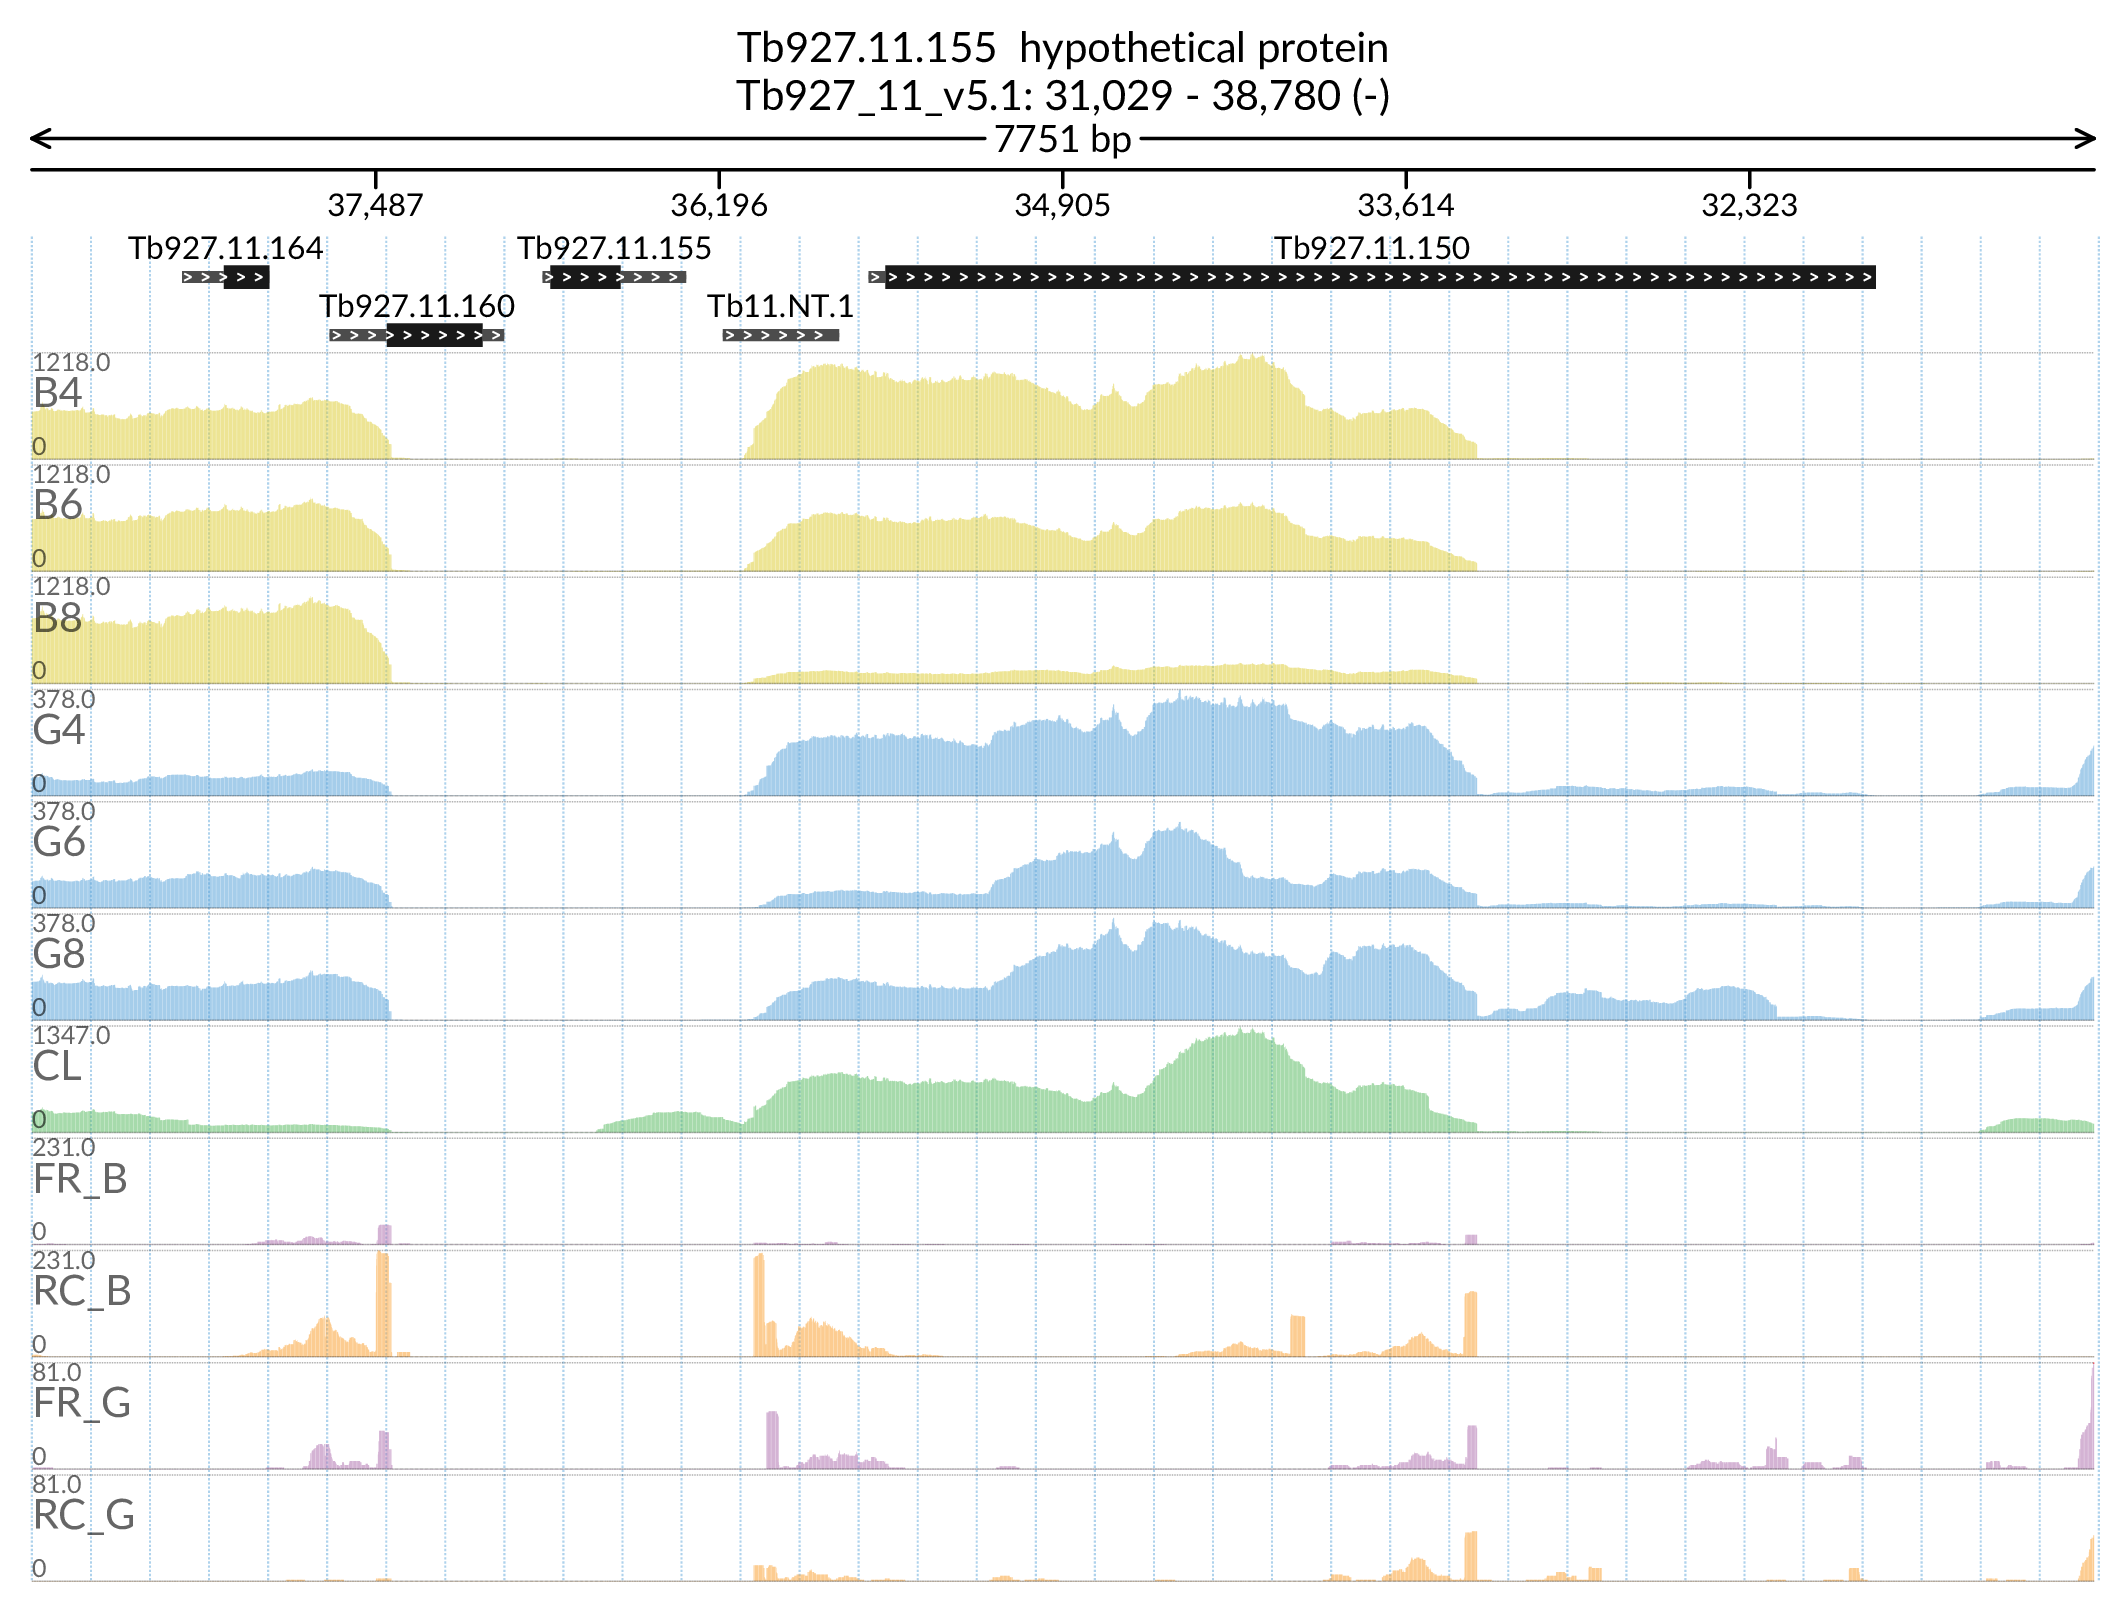 Tb927.11.155  hypothetical protein
Tb927_11_v5.1: 31,029 - 38,780 (-)
7751 bp
37,487 36,196 34,905 33,614 32,323
Tb927.11.164 Tb927.11.155 Tb927.11.150
Tb927.11.160 Tb11.NT.1
1218.0
B4
0
1218.0
B6
0
1218.0
B8
0
378.0
G4
0
378.0
G6
0
378.0
G8
0
1347.0
CL
0
231.0
FR_B
0
231.0
RC_B
0
81.0
FR_G
0
81.0
RC_G
0